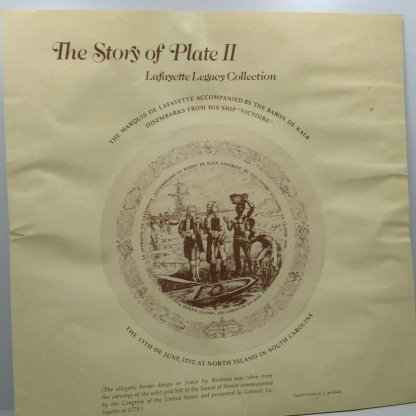 The Story of Plate II
Lafayette Legacy Collection
THE MARQUIS DE LAFAYETTE ACCOMPANIED BY THE BARON DE KALB
DISEMBARKS FROM HIS SHIP "VICTOIRE"
THE 13TH OF JUNE, 1777, AT NORTH ISLAND IN SOUTH CAROLINA
(The allegoric border design or frieze by Restieau was taken from
the carvings of the solid gold hilt of the Sword of Honor commissioned
by the Congress of the United States and presented to General La-
fayette in 1779.)